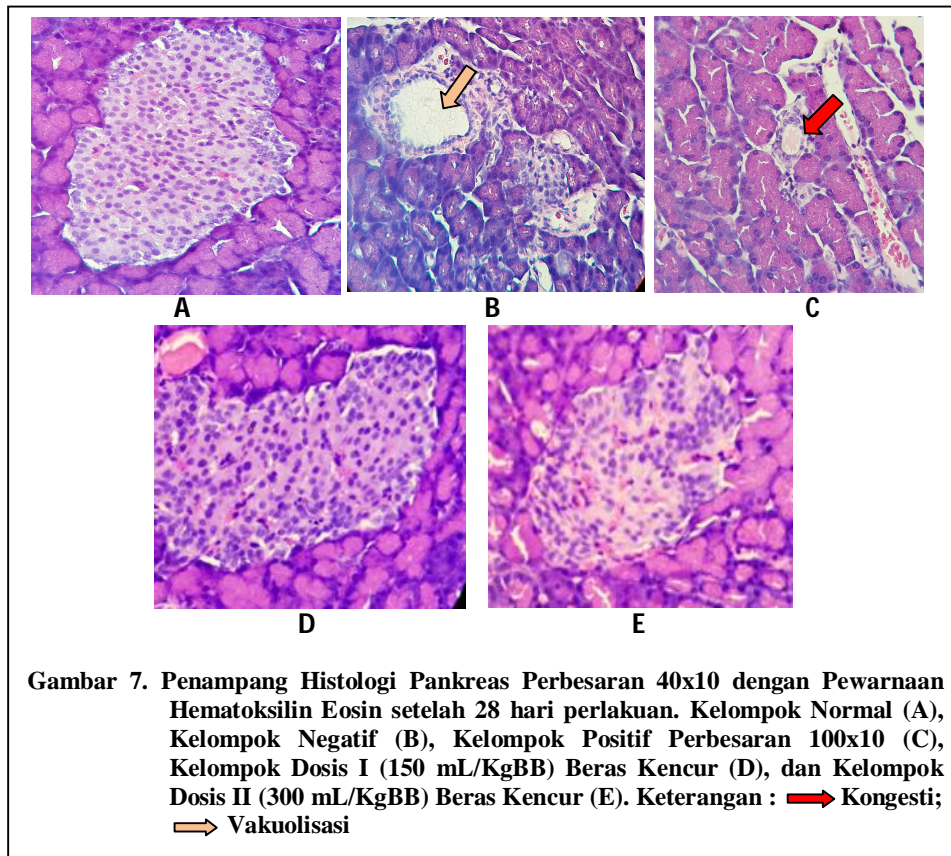 A
B
C
D
E
Gambar 7. Penampang Histologi Pankreas Perbesaran 40x10 dengan Pewarnaan
Hematoksilin Eosin setelah 28 hari perlakuan. Kelompok Normal (A),
Kelompok Negatif (B), Kelompok Positif Perbesaran 100x10 (C),
Kelompok Dosis I (150 mL/KgBB) Beras Kencur (D), dan Kelompok
Dosis II (300 mL/KgBB) Beras Kencur (E). Keterangan : Kongesti;
Vakuolisasi